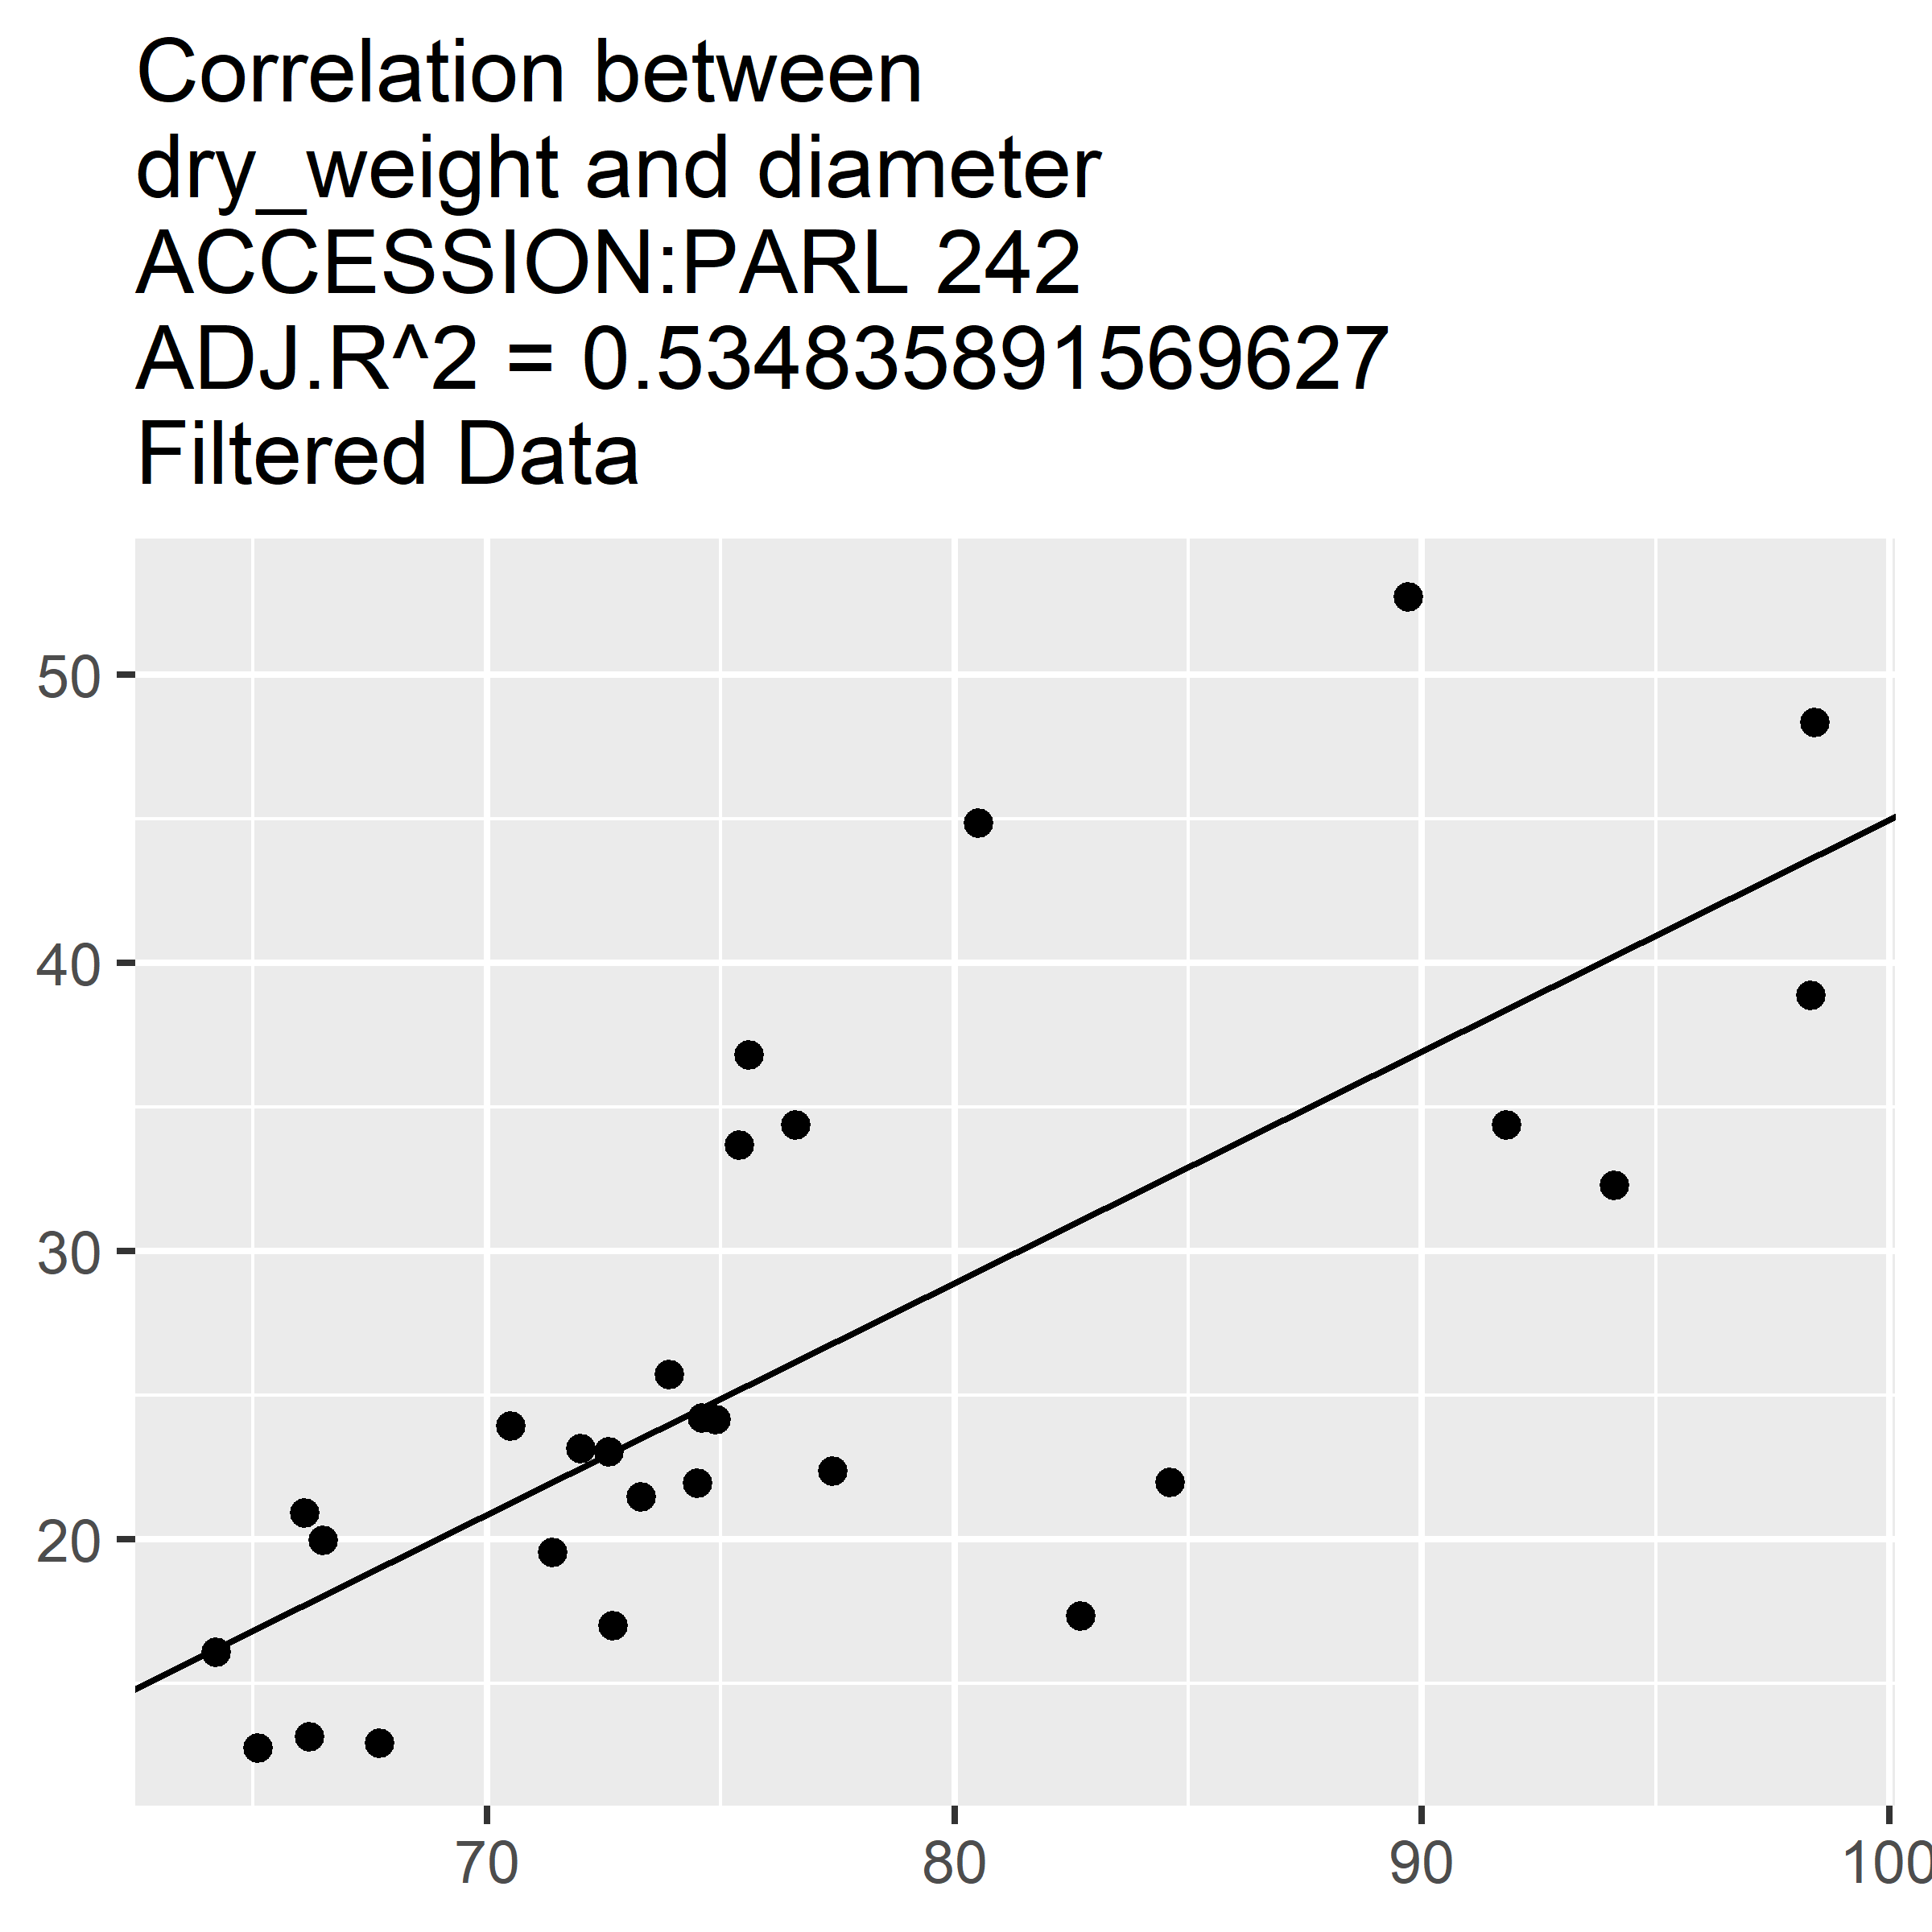 Correlation between
dry_weight and diameter
ACCESSION:PARL 242
ADJ.R^2 = 0.534835891569627
Filtered Data
50
40
30
20
70 80 90 100